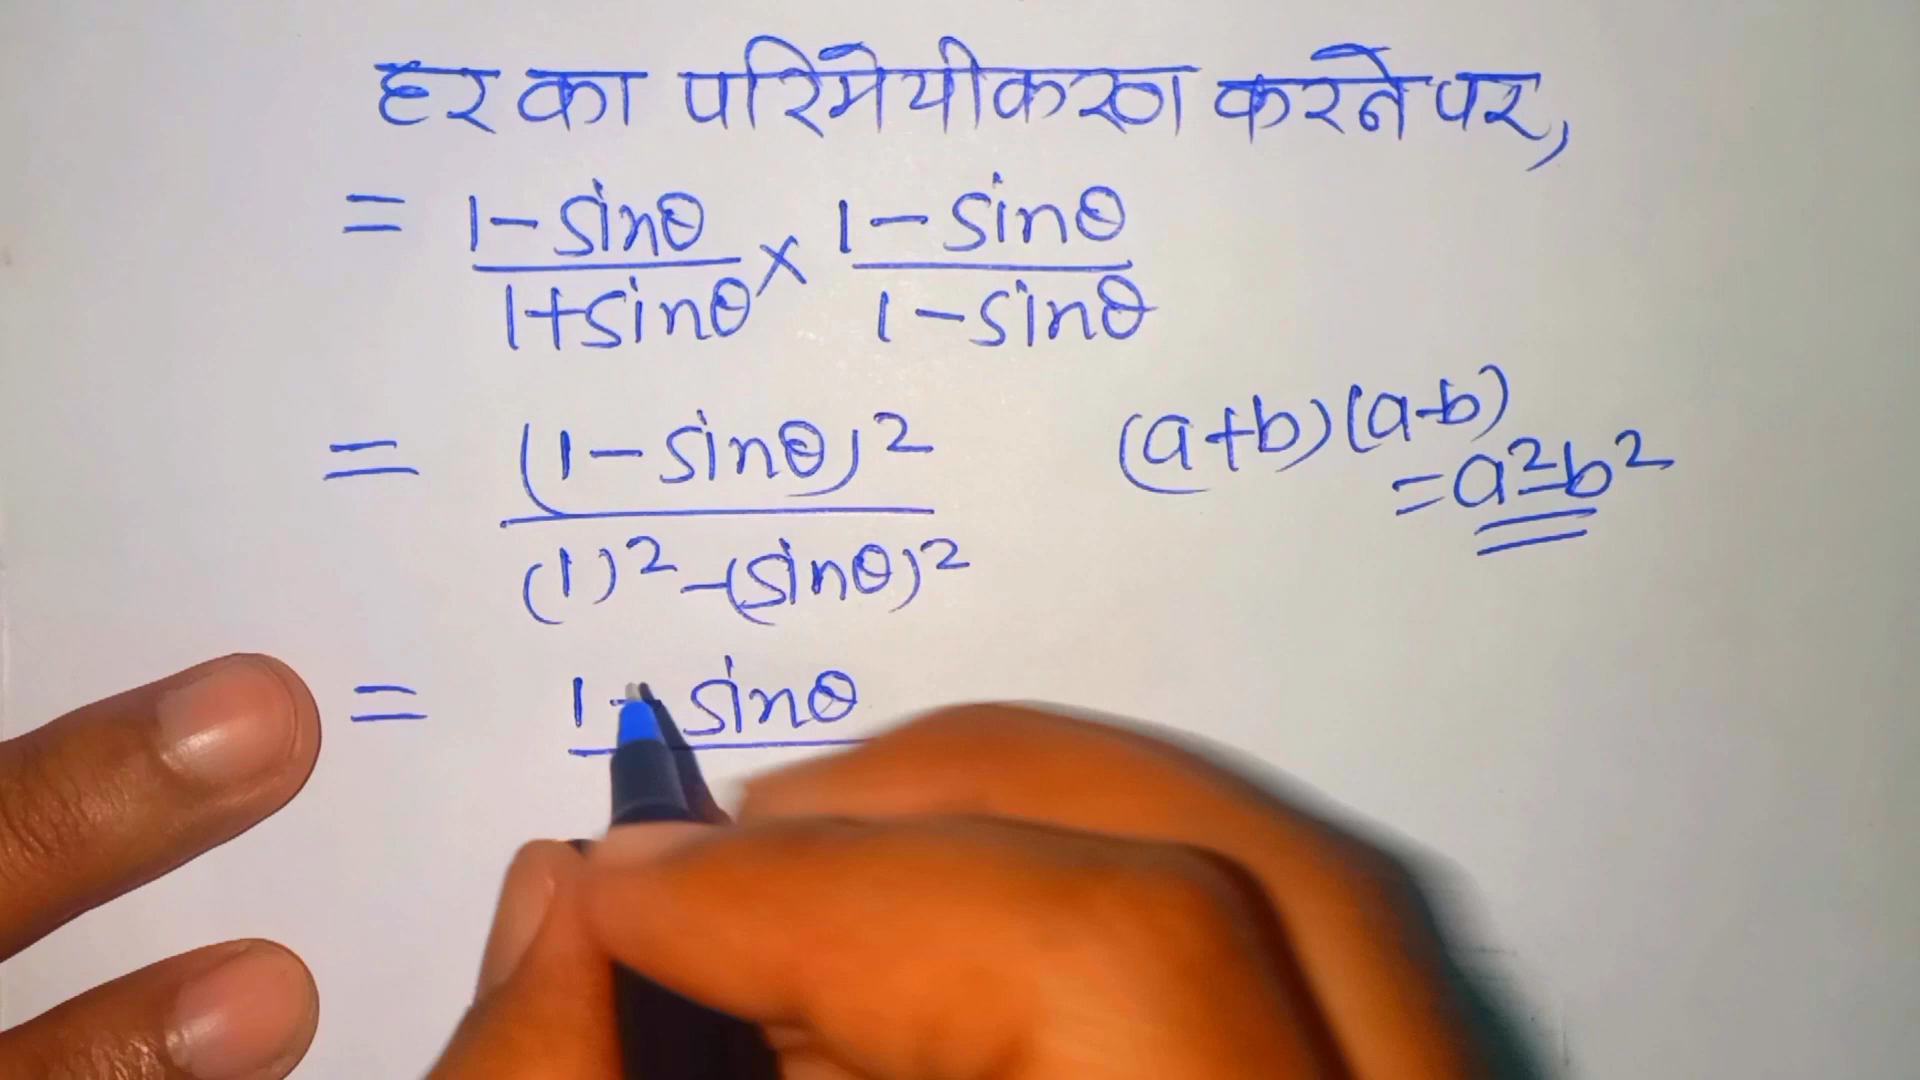 हर का परिमेयीकरण करने पर,
= 1-sinθ/1+sinθ × 1-sinθ/1-sinθ
= (1-sinθ)²/(1)²-(sinθ)²
(a+b)(a-b)
=a²-b²
= 1- sinθ